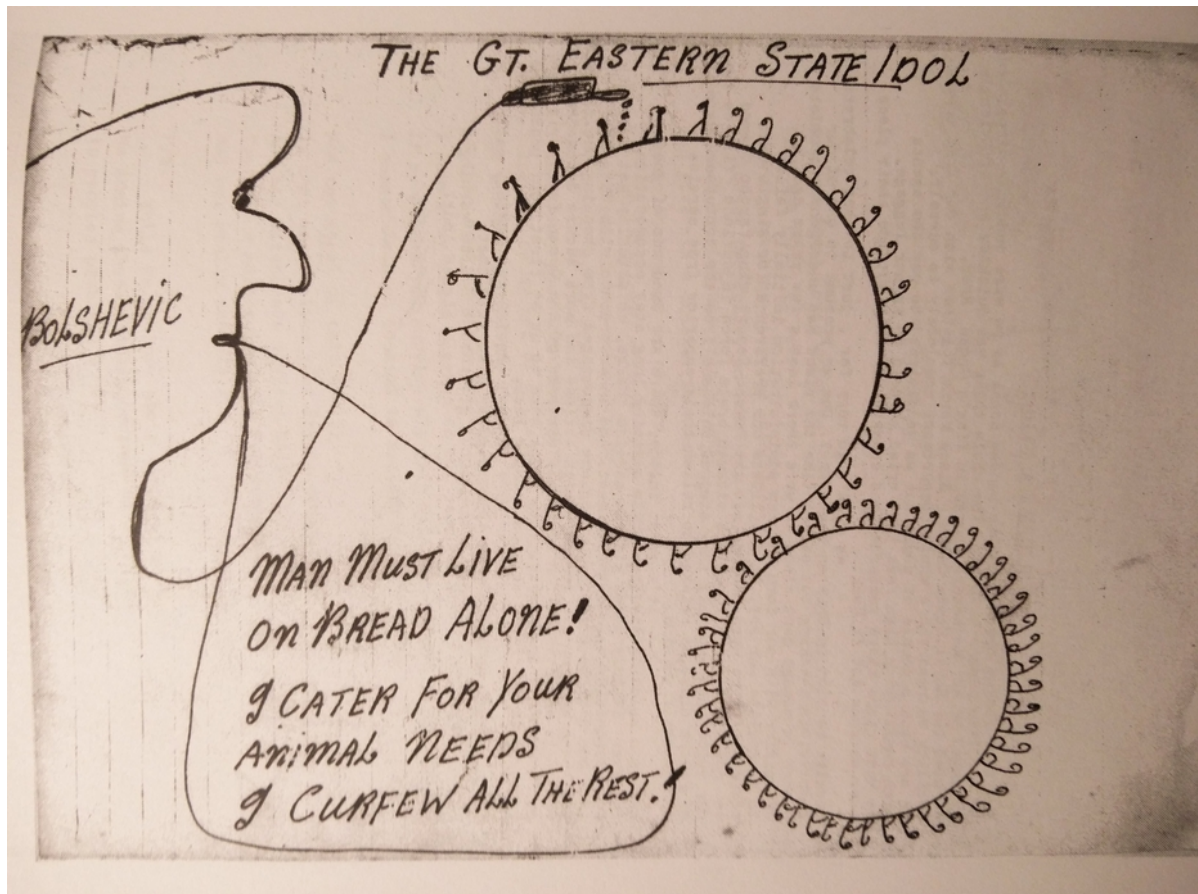 THE GT. EASTERN STATE IDOL
BOLSHEVIC
MAN MUST LIVE
ON BREAD ALONE!
I CATER FOR YOUR
ANIMAL NEEDS
I CURFEW ALL THE REST!